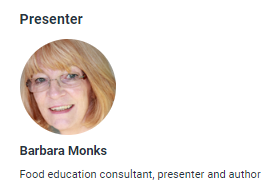 Presenter
Barbara Monks
Food education consultant, presenter and author